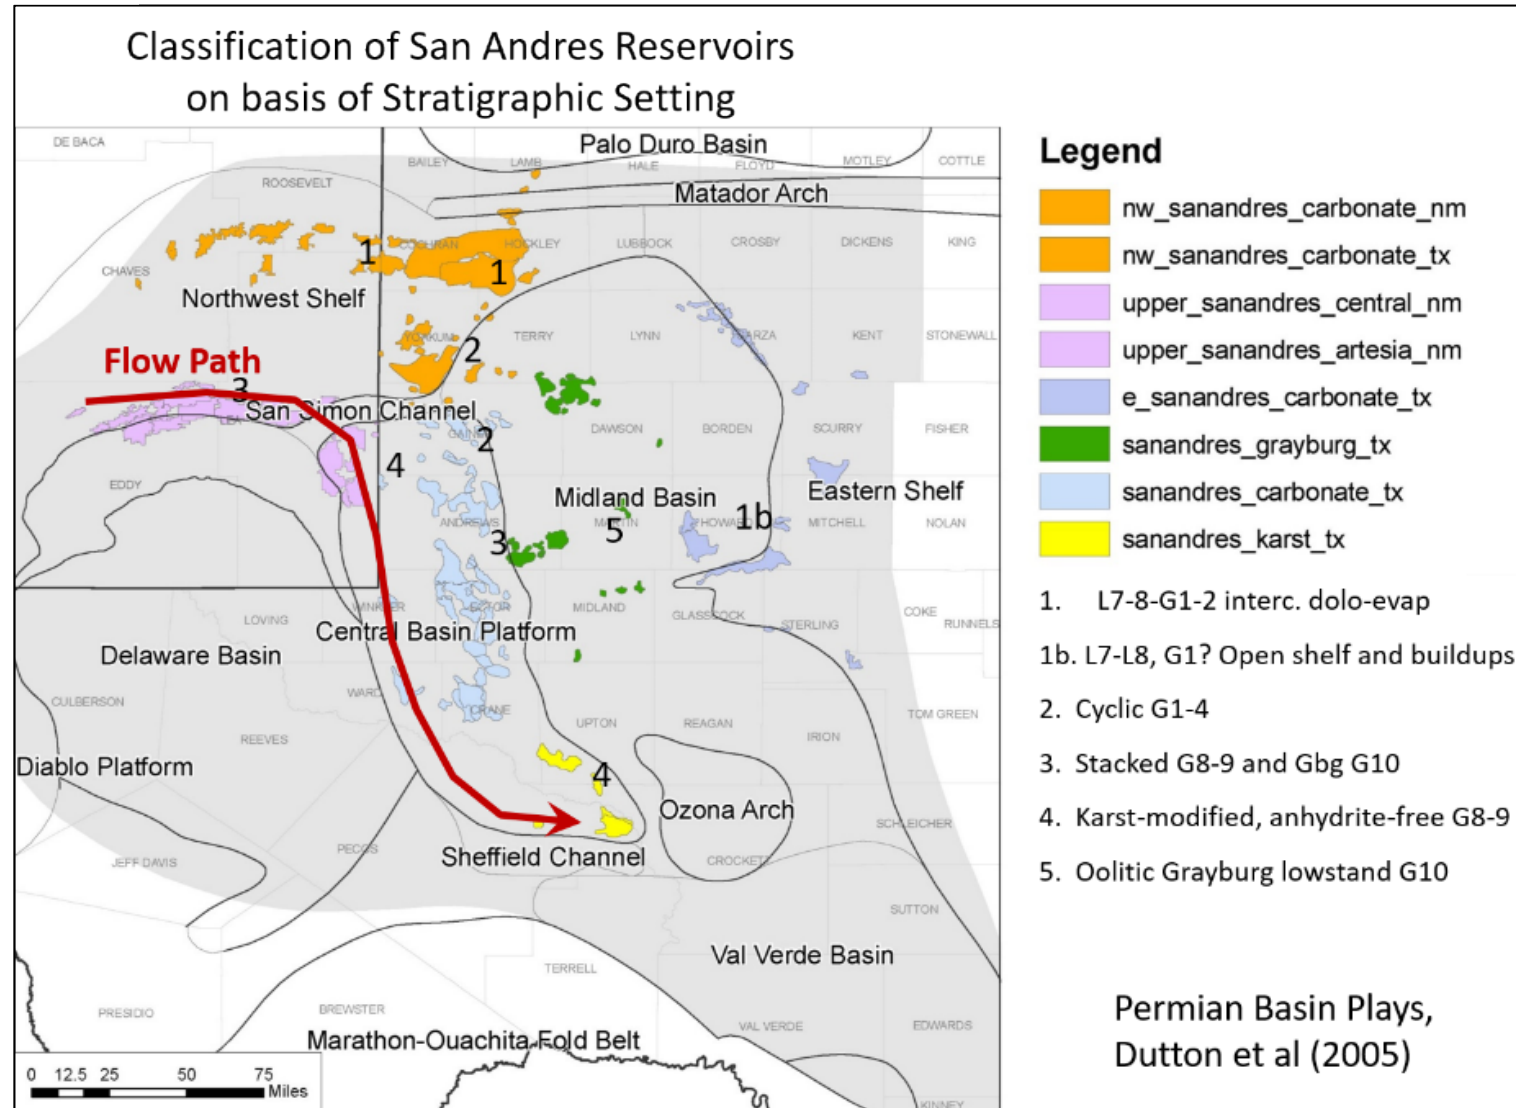 Classification of San Andres Reservoirs
on basis of Stratigraphic Setting
DE BACA
BAILEY
LAMB
Palo Duro Basin
HALE
FLOYD
MOTLEY
COTTLE
ROOSEVELT
Matador Arch
COCHRAN
HOCKLEY
LUBBOCK
CROSBY
DICKENS
KING
1
1
CHAVES
Northwest Shelf
YOAKUM
TERRY
LYNN
GARZA
KENT
STONEWALL
2
Flow Path
3
San Simon Channel
LEA
GAINES
2
DAWSON
BORDEN
SCURRY
FISHER
4
EDDY
Midland Basin
Eastern Shelf
ANDREWS
MARTIN
5
HOWARD
1b
MITCHELL
NOLAN
3
LOVING
WINKLER
ECTOR
MIDLAND
GLASSCOCK
STERLING
COKE
RUNNELS
Central Basin Platform
Delaware Basin
CULBERSON
WARD
CRANE
UPTON
REAGAN
IRION
TOM GREEN
REEVES
Diablo Platform
4
Ozona Arch
SCHLEICHER
JEFF DAVIS
PECOS
Sheffield Channel
CROCKETT
SUTTON
Val Verde Basin
TERRELL
PRESIDIO
BREWSTER
VAL VERDE
EDWARDS
Marathon-Ouachita Fold Belt
KINNEY
0 12.5 25 50 75
Miles
Legend
nw_sanandres_carbonate_nm
nw_sanandres_carbonate_tx
upper_sanandres_central_nm
upper_sanandres_artesia_nm
e_sanandres_carbonate_tx
sanandres_grayburg_tx
sanandres_carbonate_tx
sanandres_karst_tx
1. L7-8-G1-2 interc. dolo-evap
1b. L7-L8, G1? Open shelf and buildups
2. Cyclic G1-4
3. Stacked G8-9 and Gbg G10
4. Karst-modified, anhydrite-free G8-9
5. Oolitic Grayburg lowstand G10
Permian Basin Plays,
Dutton et al (2005)